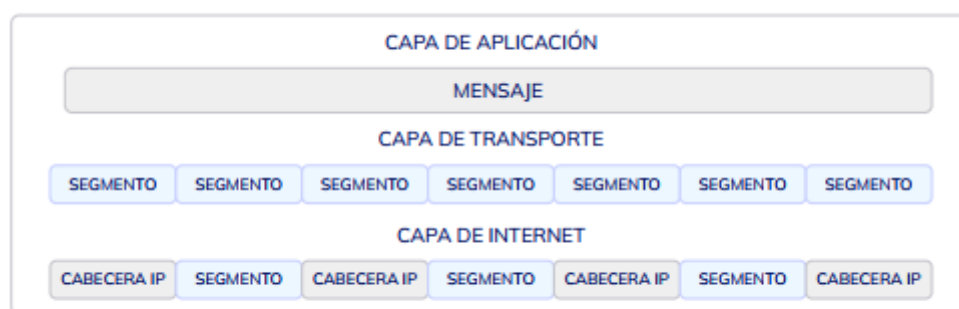 CAPA DE APLICACIÓN
MENSAJE
CAPA DE TRANSPORTE
SEGMENTO SEGMENTO SEGMENTO SEGMENTO SEGMENTO SEGMENTO SEGMENTO
CAPA DE INTERNET
CABECERA IP SEGMENTO CABECERA IP SEGMENTO CABECERA IP SEGMENTO CABECERA IP